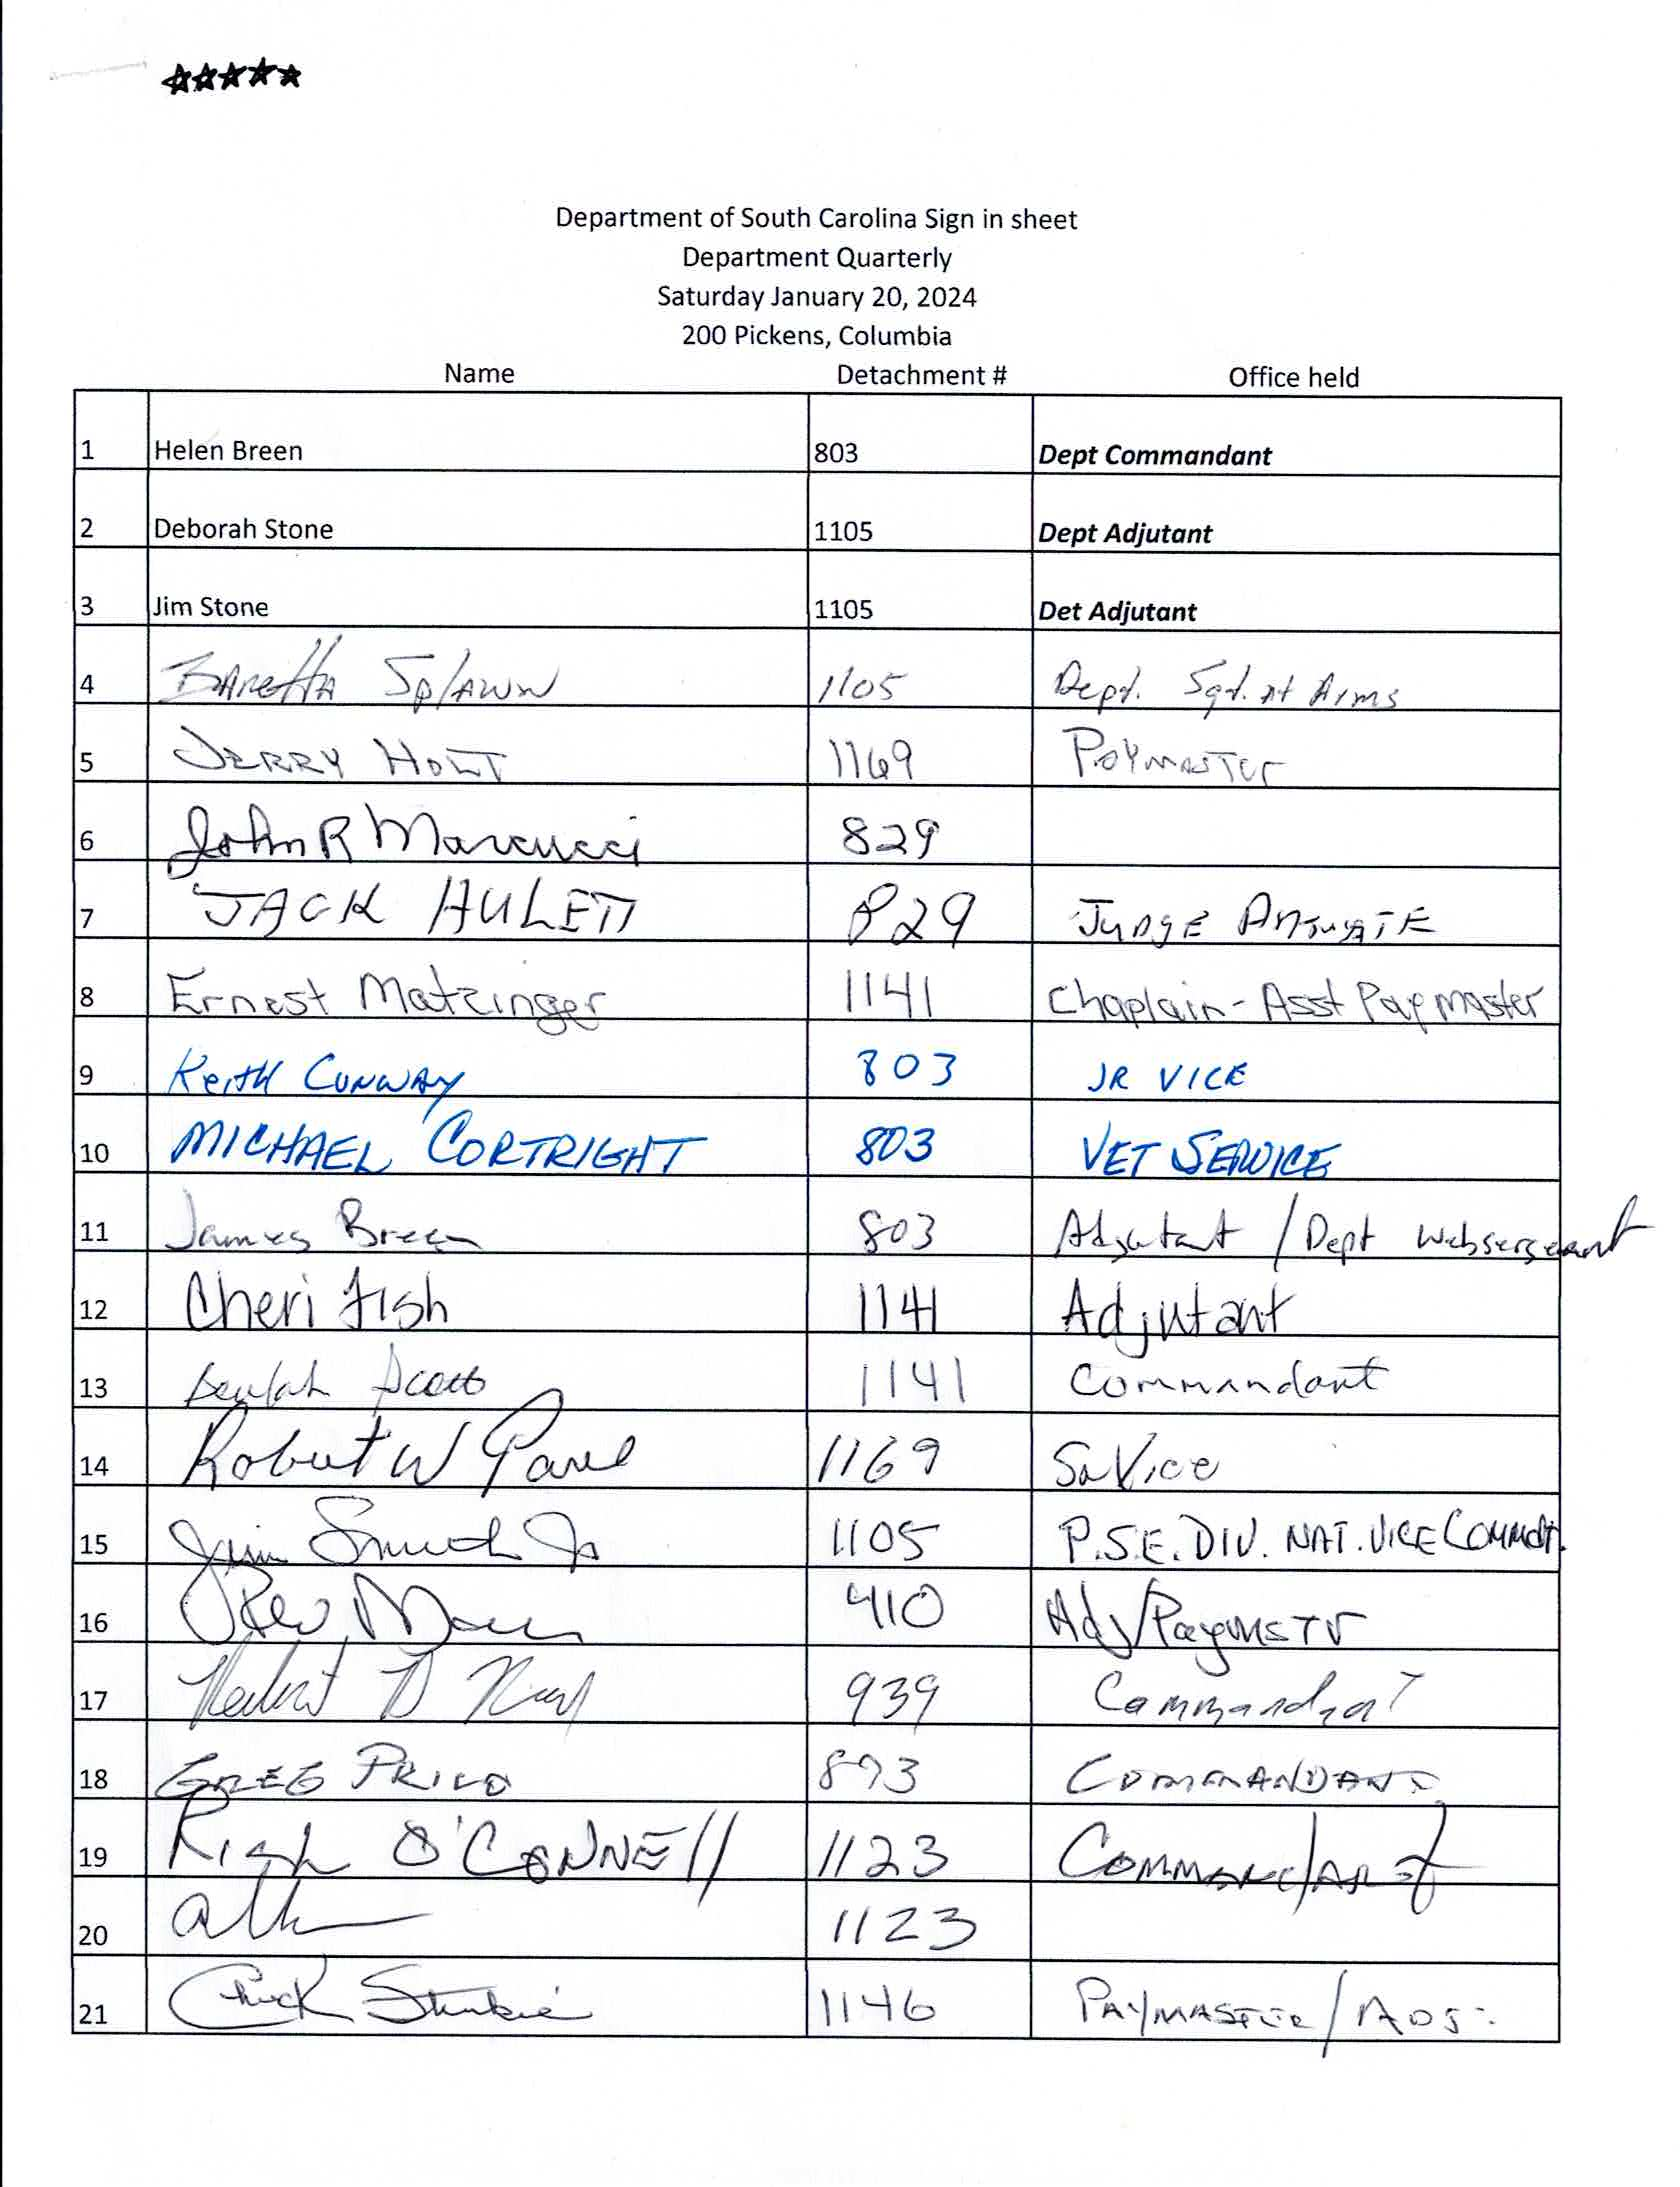 Department of South Carolina Sign in sheet
Department Quarterly
Saturday January 20, 2024
200 Pickens, Columbia
Name Detachment # Office held
1 Helen Breen 803 Dept Commandant
2 Deborah Stone 1105 Dept Adjutant
3 Jim Stone 1105 Det Adjutant
4 Baretta Splawn 1105 Dept. Sgt. at Arms
5 JERRY HOLT 1169 PAYMASTER
6 John R Marcucci 829
7 JACK HULETT 829 JUDGE
8 Ernest Matzinger 1141 Chaplain - Asst Paymaster
9 Keith CONWAY 803 JR VICE
10 MICHAEL CORTRIGHT 803 VET SERVICE
11 James Breen 803 Adjutant / Dept Websergeant
12 Cheri Fish 1141 Adjutant
13 Beulah 1141 Commandant
14 Robert W 1169 Sr Vice
15 Jim Jr 1105 P.S.E. DIV. NAT. VICE COMMDT.
16 410 Adj/Paymstr
17 Herbert D 939 Commandant
18 GREG 893 COMMANDANT
19 O'CONNEll 1123 COMMANdANt
20 1123
21 Chuck 1146 PAYMASTER/ADJ.